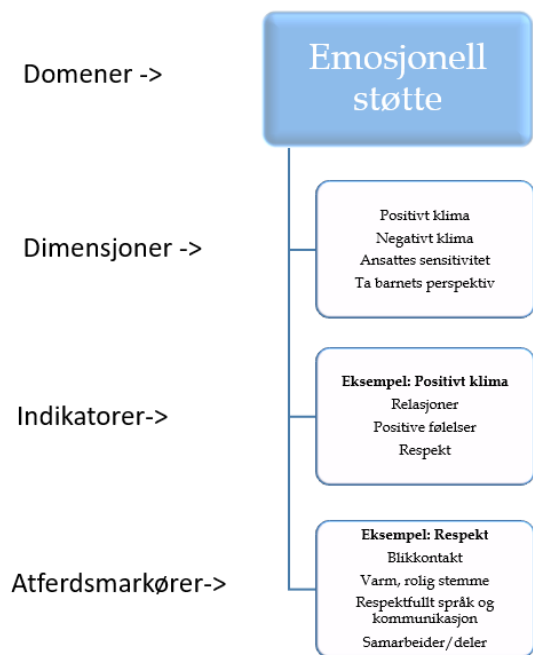 Domener ->
Emosjonell
støtte
Dimensjoner ->
Positivt klima
Negativt klima
Ansattes sensitivitet
Ta barnets perspektiv
Indikatorer->
Eksempel: Positivt klima
Relasjoner
Positive følelser
Respekt
Atferdsmarkører->
Eksempel: Respekt
Blikkontakt
Varm, rolig stemme
Respektfullt språk og
kommunikasjon
Samarbeider/deler